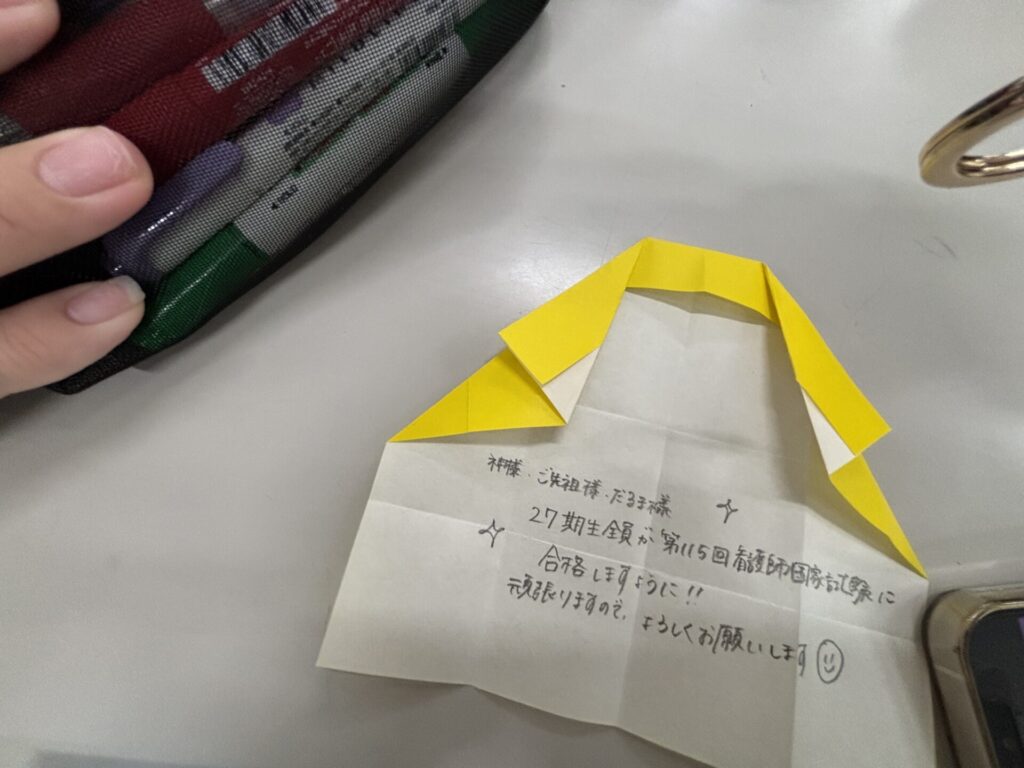 神様・ご先祖様・だるま様
27期生全員が第115回看護師国家試験に
合格しますように!!
頑張りますので、よろしくお願いします